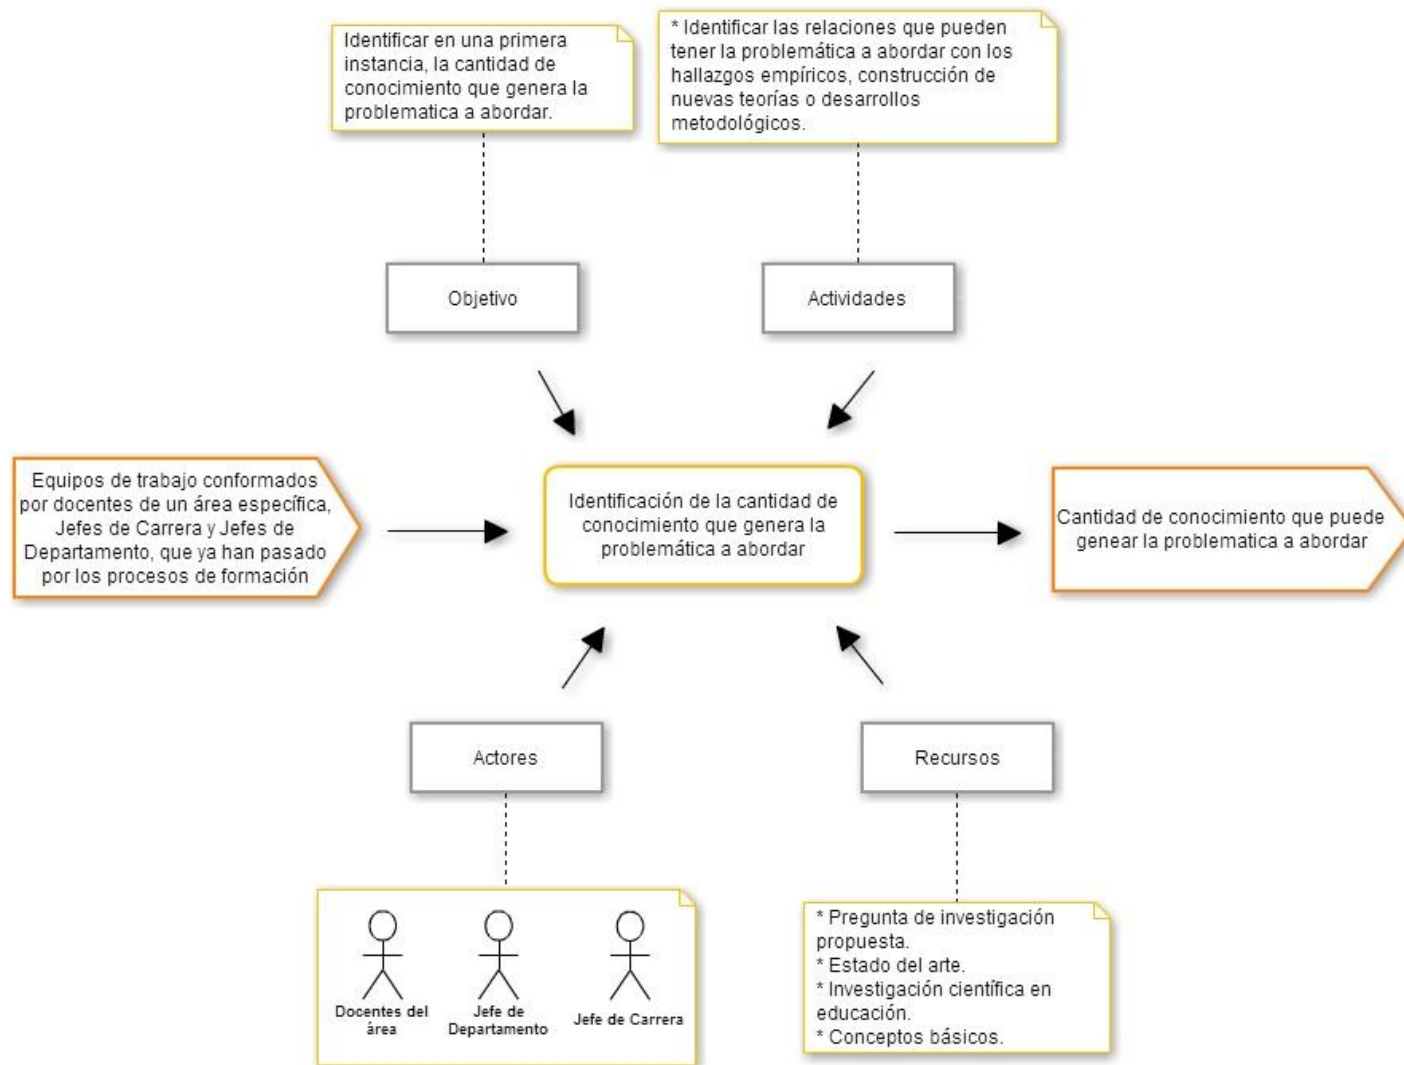 Identificar en una primera
instancia, la cantidad de
conocimiento que genera la
problematica a abordar.
* Identificar las relaciones que pueden
tener la problemática a abordar con los
hallazgos empíricos, construcción de
nuevas teorías o desarrollos
metodológicos.
Objetivo
Actividades
Equipos de trabajo conformados
por docentes de un área específica,
Jefes de Carrera y Jefes de
Departamento, que ya han pasado
por los procesos de formación
Identificación de la cantidad de
conocimiento que genera la
problemática a abordar
Cantidad de conocimiento que puede
genear la problematica a abordar
Actores
Recursos
Docentes del
área
Jefe de
Departamento
Jefe de Carrera
* Pregunta de investigación
propuesta.
* Estado del arte.
* Investigación científica en
educación.
* Conceptos básicos.